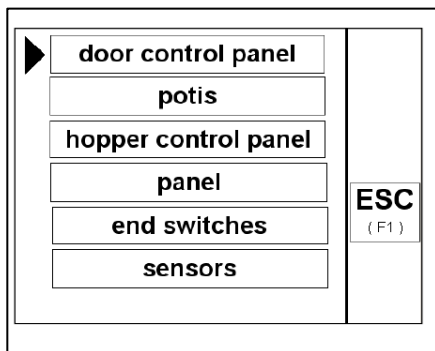 door control panel
potis
hopper control panel
panel
end switches
sensors
ESC
( F1 )